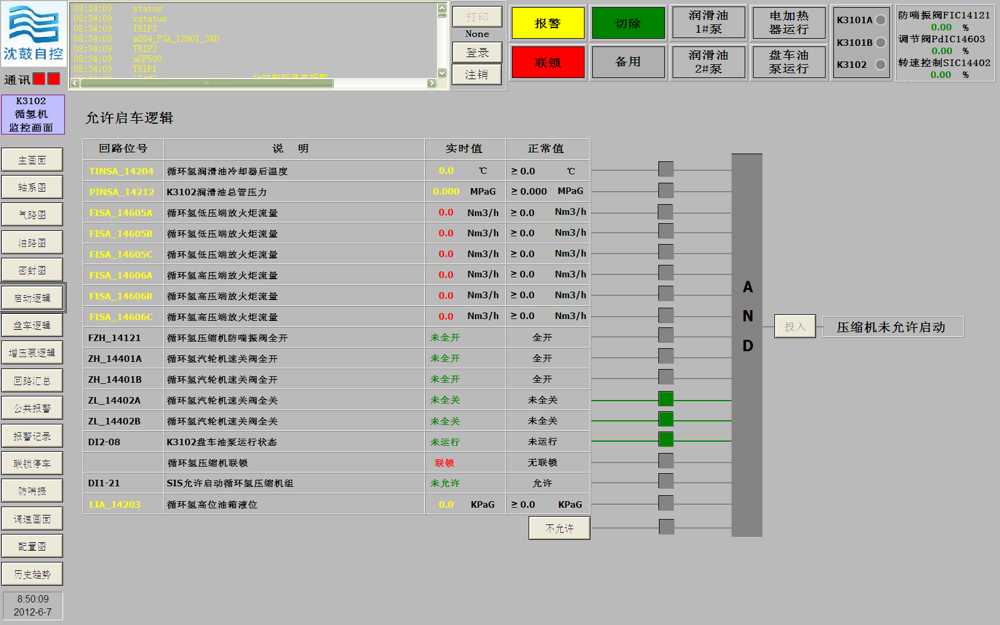 沈鼓自控
通讯
08:34:09 status
08:34:09 rstatus
08:34:09 TRIP3
08:34:09 m264_PSA_12901_3AD
08:34:09 TRIP2
08:34:09 mSP500
08:34:09 TRIP1
打印
None
登录
注销
报警
切除
润滑油
1#泵
电加热
器运行
联锁
备用
润滑油
2#泵
盘车油
泵运行
K3101A
K3101B
K3102
防喘振阀FIC14121
0.00 %
调节阀PdIC14603
0.00 %
转速控制SIC14402
0.00 %
K3102
循氢机
监控画面
主画面
轴系图
气路图
油路图
密封图
启动逻辑
盘车逻辑
增压泵逻辑
回路汇总
公共报警
报警记录
联锁停车
防喘振
调速画面
配置图
历史趋势
8:50:09
2012-6-7
允许启车逻辑
回路位号 说 明 实时值 正常值
TINSA_14204 循环氢润滑油冷却器后温度 0.0 ℃ ≥ 0.0 ℃
PINSA_14212 K3102润滑油总管压力 0.000 MPaG ≥ 0.000 MPaG
FISA_14605A 循环氢低压端放火炬流量 0.0 Nm3/h ≥ 0.0 Nm3/h
FISA_14605B 循环氢低压端放火炬流量 0.0 Nm3/h ≥ 0.0 Nm3/h
FISA_14605C 循环氢低压端放火炬流量 0.0 Nm3/h ≥ 0.0 Nm3/h
FISA_14606A 循环氢高压端放火炬流量 0.0 Nm3/h ≥ 0.0 Nm3/h
FISA_14606B 循环氢高压端放火炬流量 0.0 Nm3/h ≥ 0.0 Nm3/h
FISA_14606C 循环氢高压端放火炬流量 0.0 Nm3/h ≥ 0.0 Nm3/h
FZH_14121 循环氢压缩机防喘振阀全开 未全开 全开
ZH_14401A 循环氢汽轮机速关阀全开 未全开 全开
ZH_14401B 循环氢汽轮机速关阀全开 未全开 全开
ZL_14402A 循环氢汽轮机速关阀全关 未全关 未全关
ZL_14402B 循环氢汽轮机速关阀全关 未全关 未全关
DI2-08 K3102盘车油泵运行状态 未运行 未运行
循环氢压缩机联锁 联锁 无联锁
DI1-21 SIS允许启动循环氢压缩机组 未允许 允许
LIA_14203 循环氢高位油箱液位 0.0 KPaG ≥ 0.0 KPaG
不允许
A
N
D
投入
压缩机未允许启动